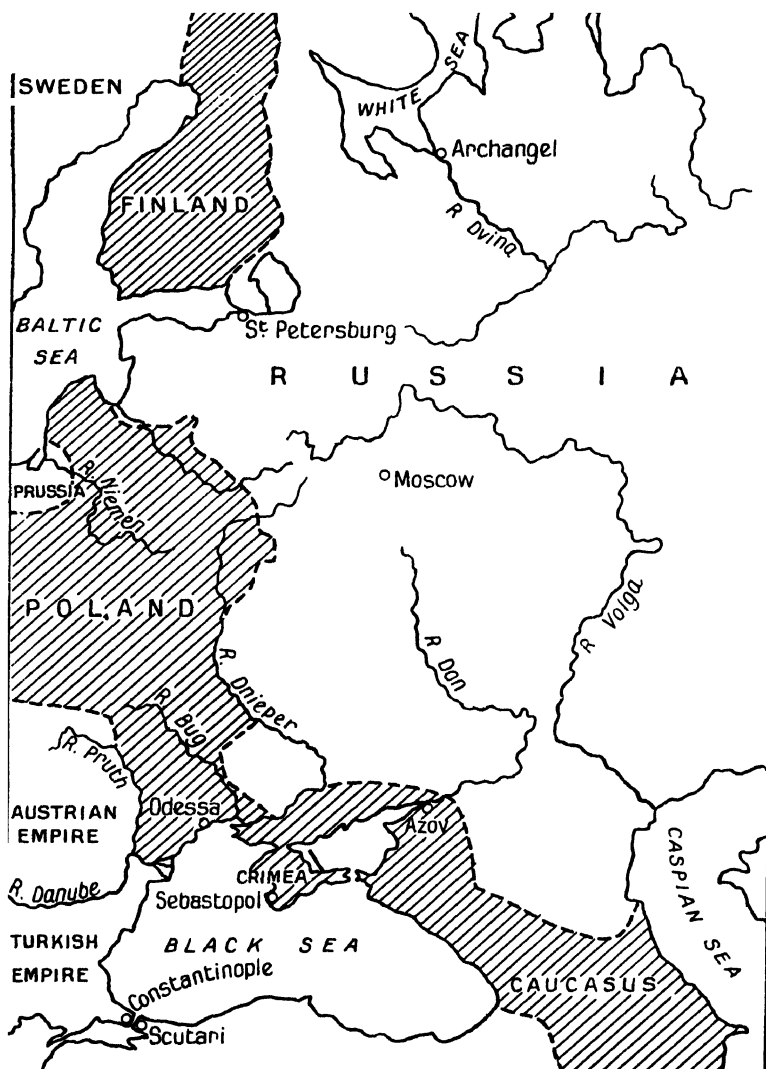 SWEDEN
WHITE SEA
Archangel
FINLAND
R Dvina
BALTIC
SEA
St Petersburg
RUSSIA
Moscow
PRUSSIA
R. Niemen
POLAND
R Volga
R Don
R. Dnieper
R. Bug
R. Pruth
AUSTRIAN
EMPIRE
Odessa
Azov
CRIMEA
Sebastopol
CASPIAN SEA
R. Danube
TURKISH
EMPIRE
BLACK SEA
Constantinople
Scutari
CAUCASUS